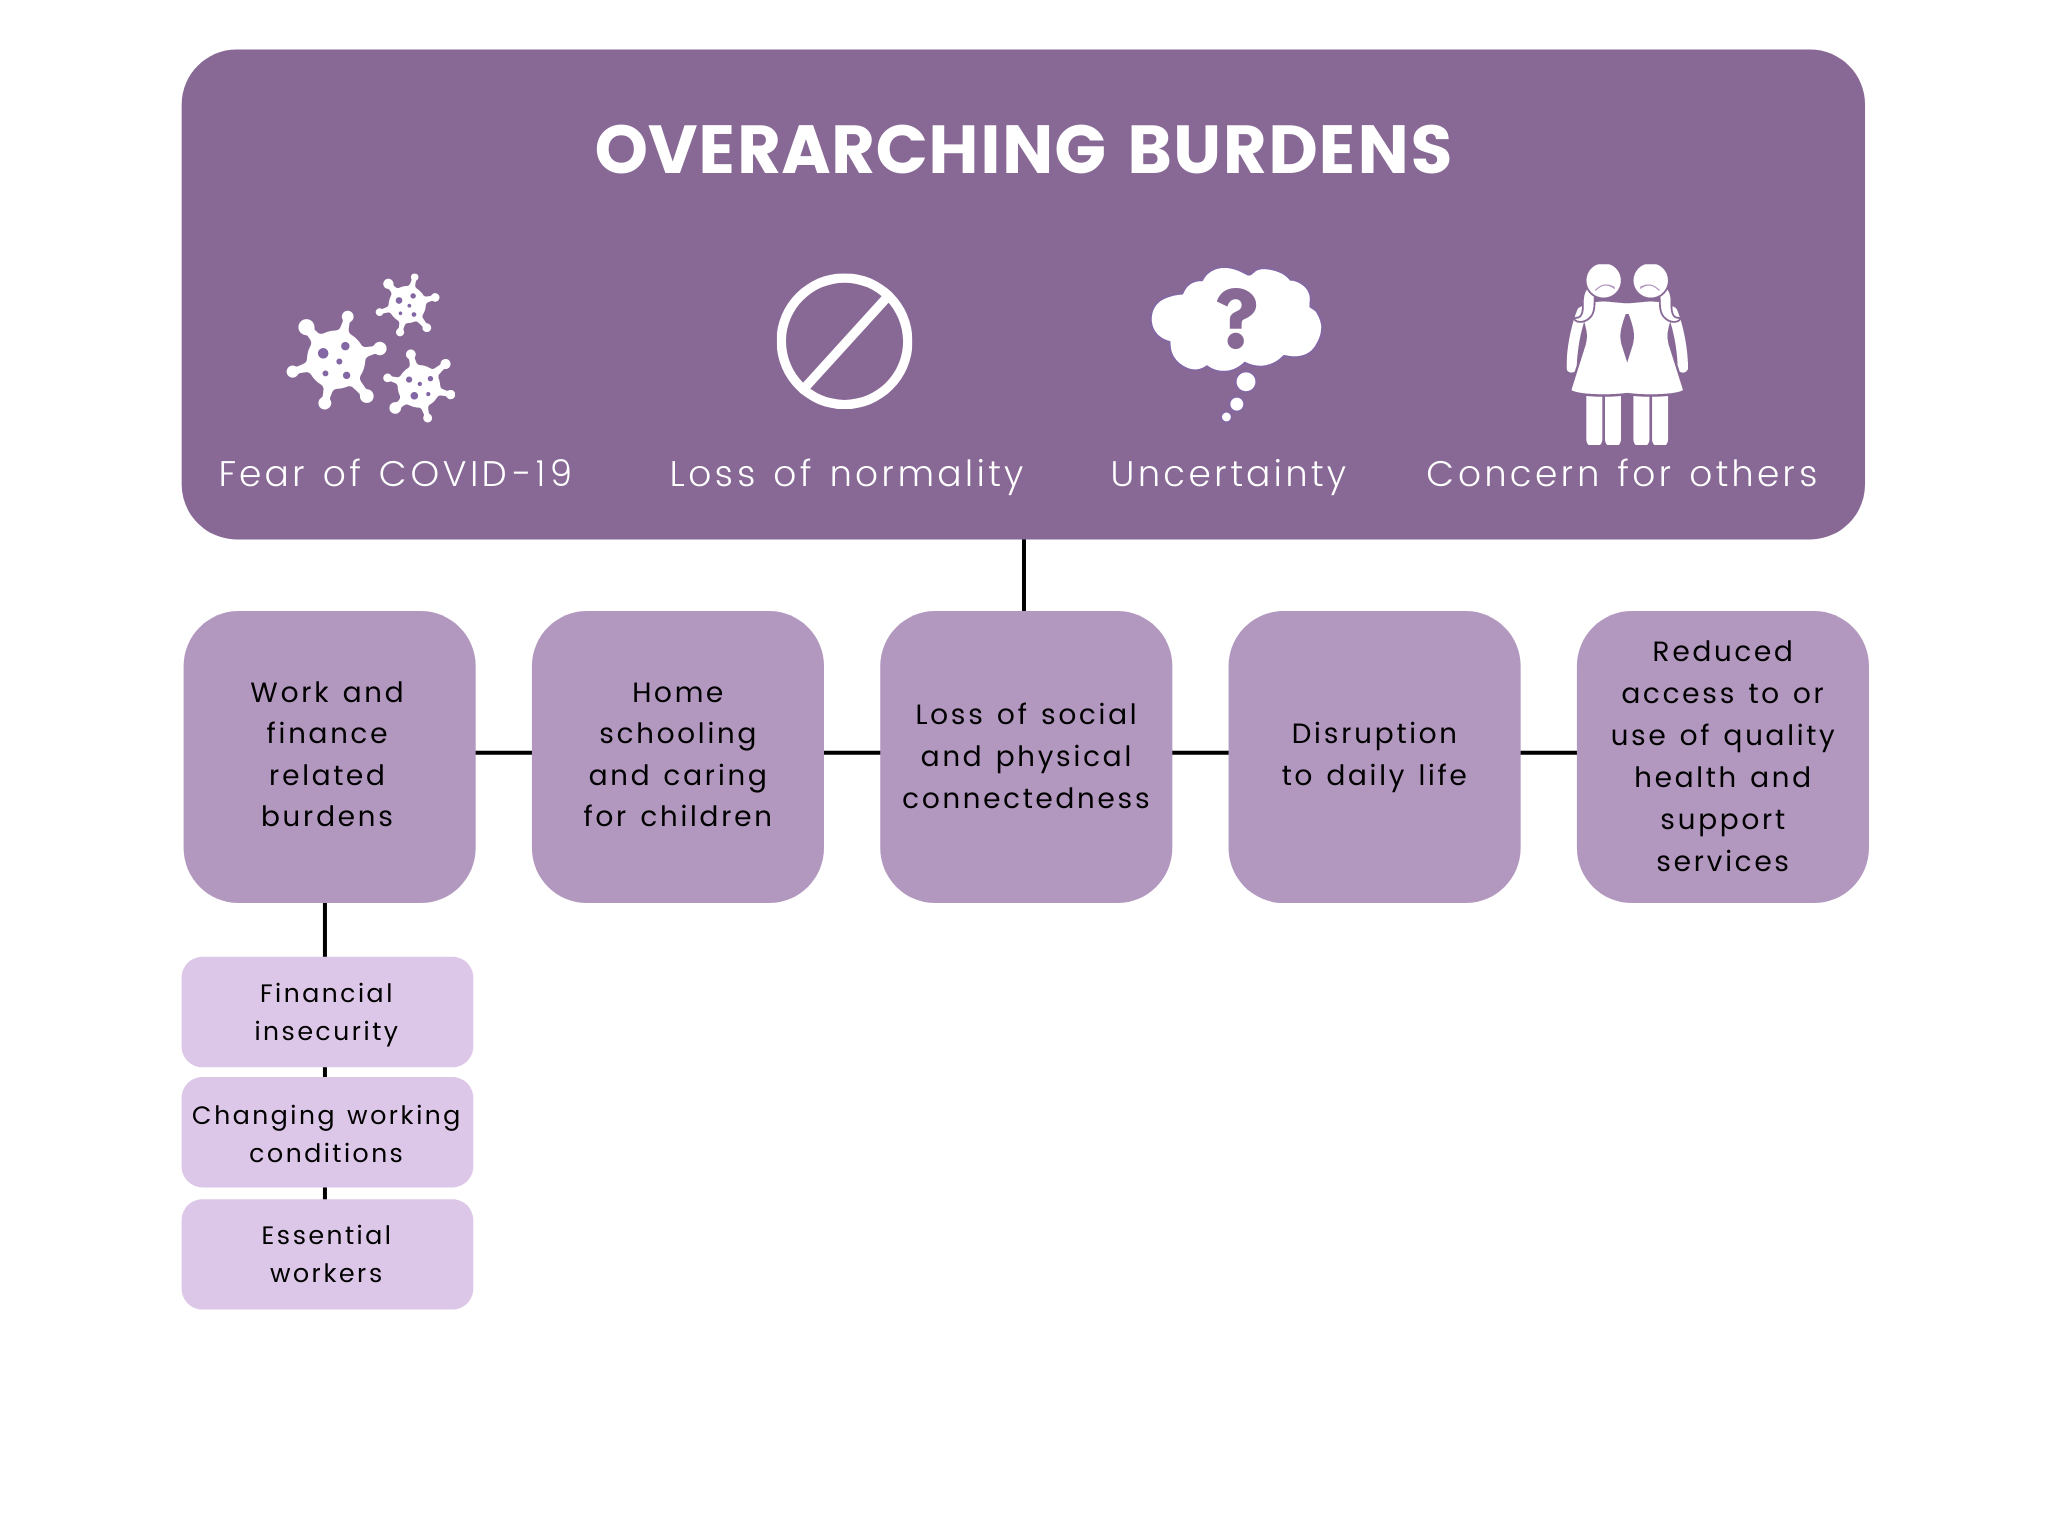 OVERARCHING BURDENS
?
Fear of COVID-19
Loss of normality
Uncertainty
Concern for others
Work and
finance
related
burdens
Home
schooling
and caring
for children
Loss of social
and physical
connectedness
Disruption
to daily life
Reduced
access to or
use of quality
health and
support
services
Financial
insecurity
Changing working
conditions
Essential
workers